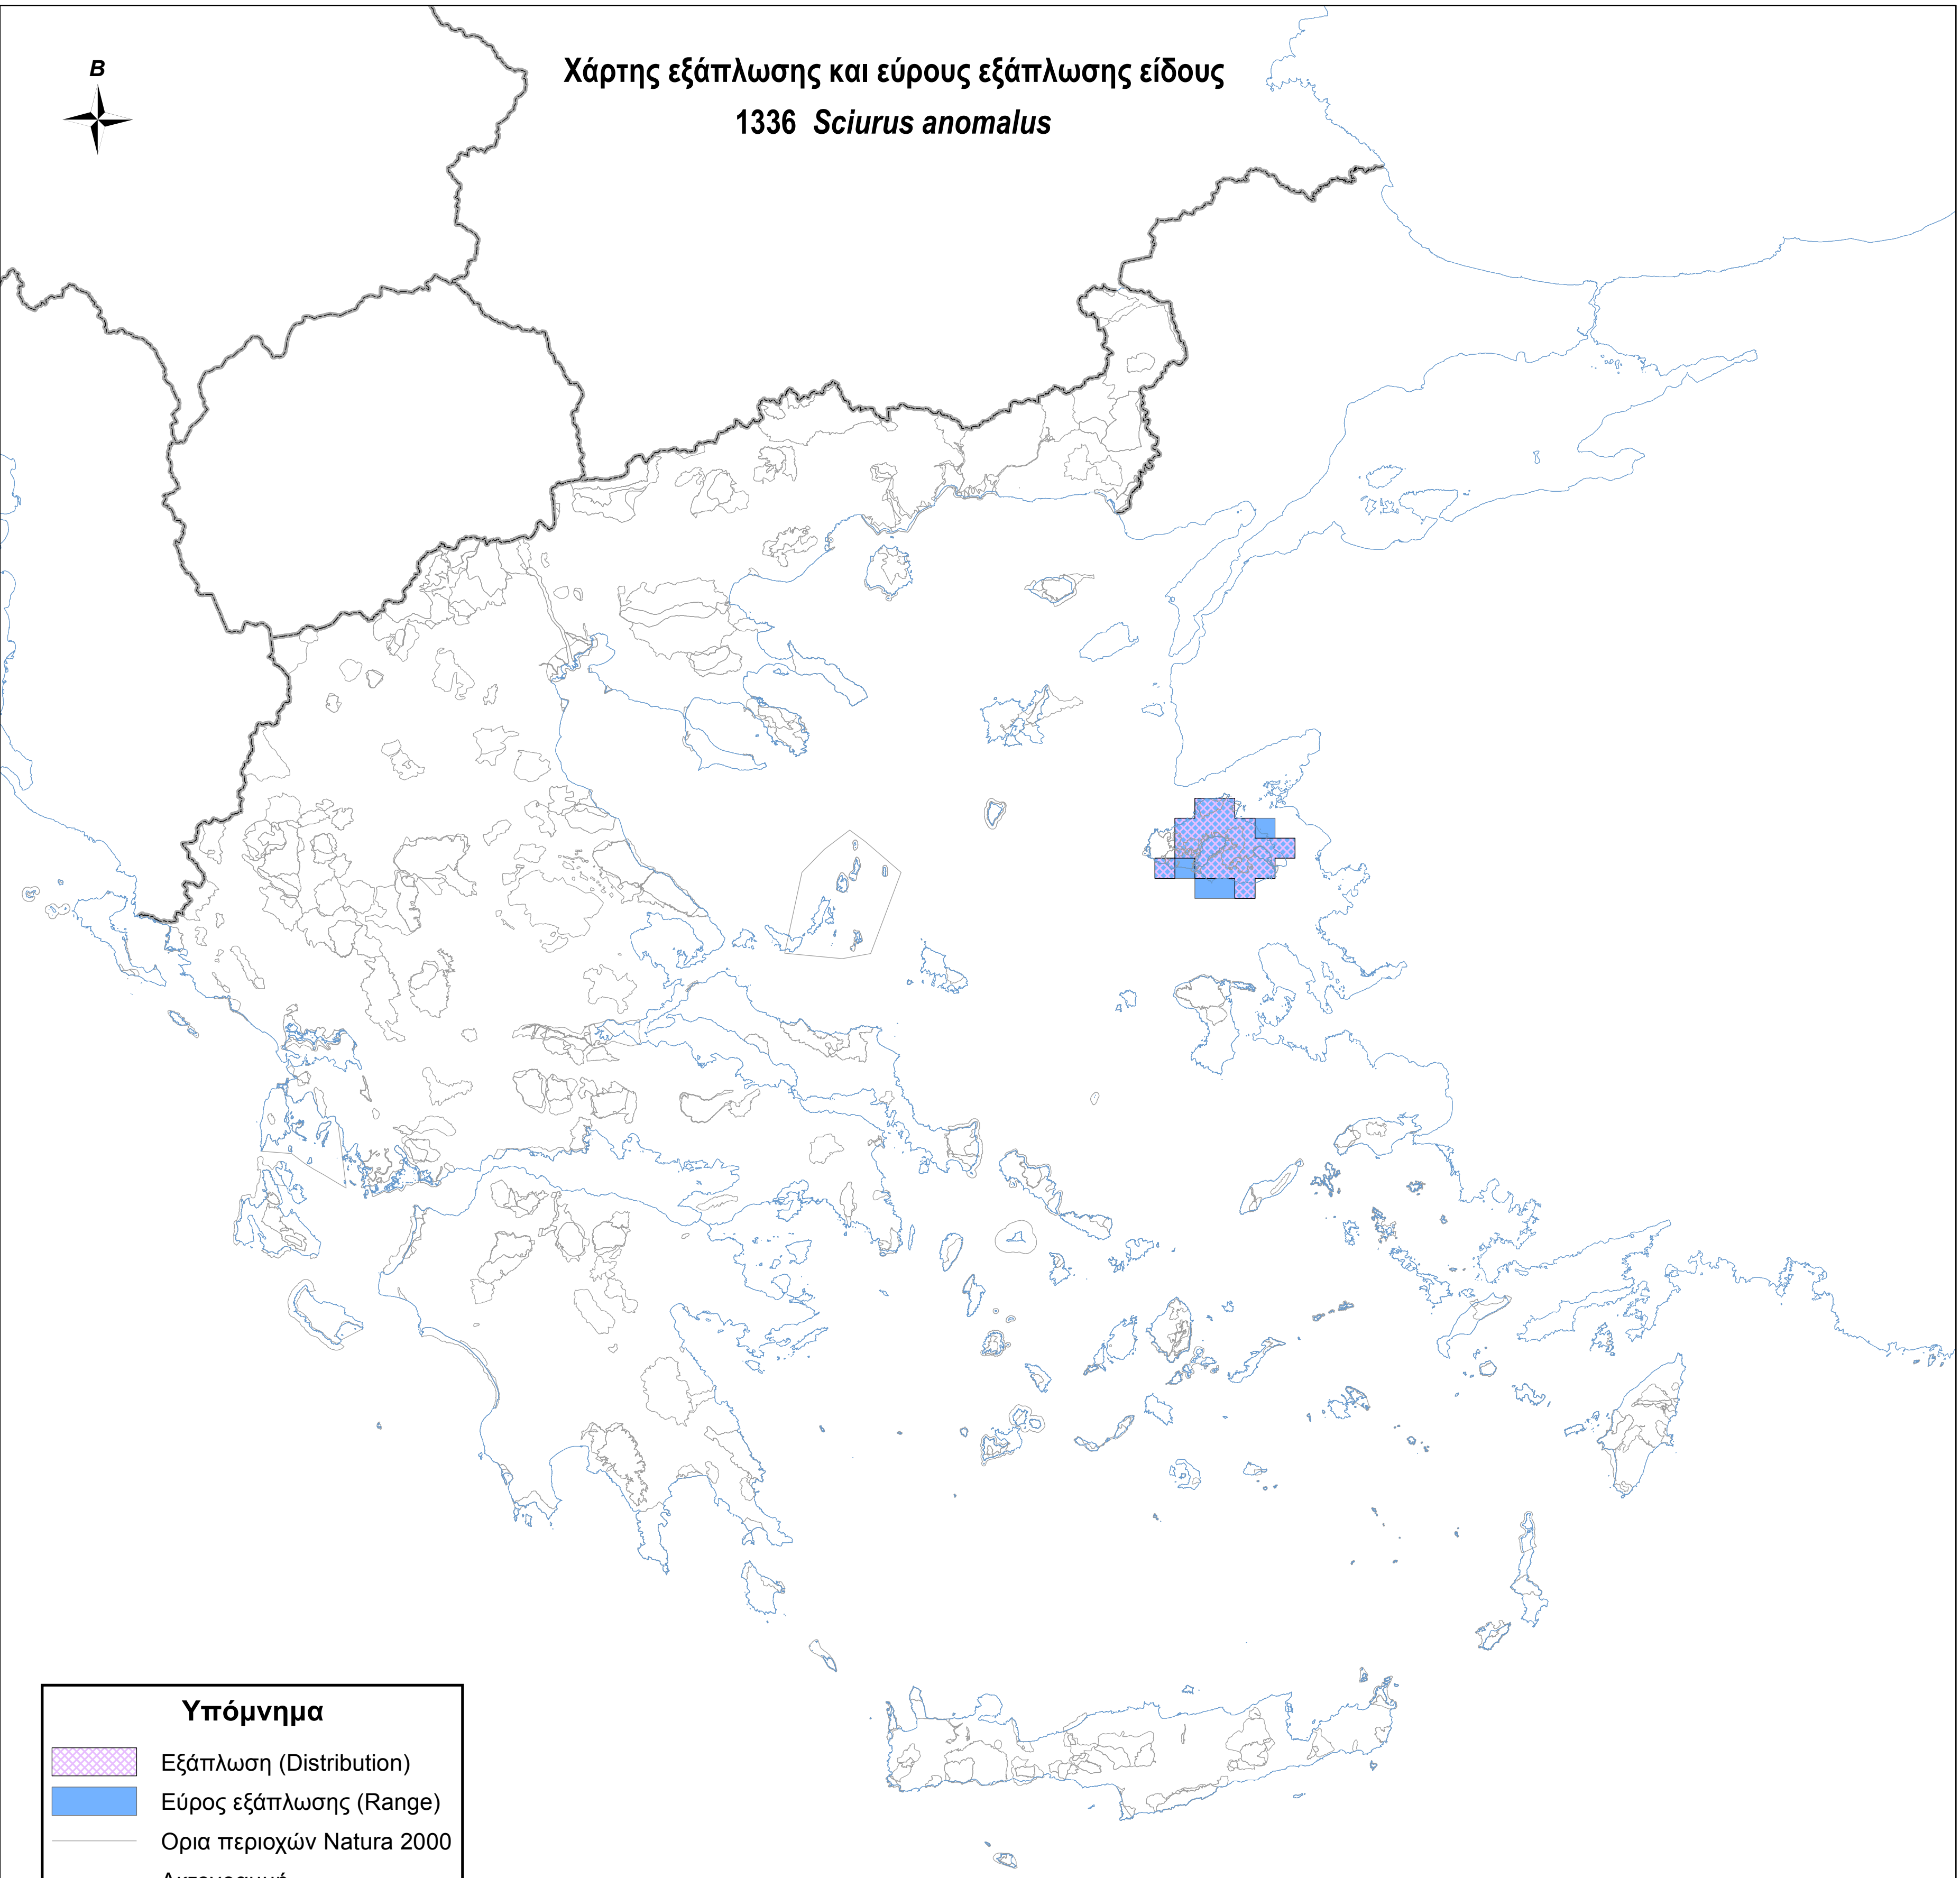 B
Χάρτης εξάπλωσης και εύρους εξάπλωσης είδους
1336 Sciurus anomalus
Υπόμνημα
Εξάπλωση (Distribution)
Εύρος εξάπλωσης (Range)
Ορια περιοχών Natura 2000